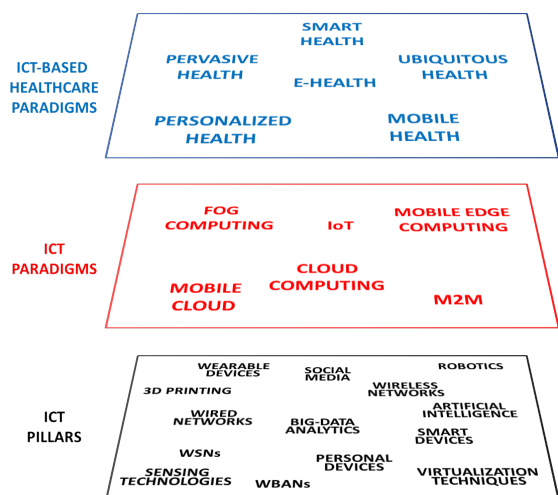 ICT-BASED
HEALTHCARE
PARADIGMS
SMART
HEALTH
PERVASIVE
HEALTH
UBIQUITOUS
HEALTH
E-HEALTH
PERSONALIZED
HEALTH
MOBILE
HEALTH
ICT
PARADIGMS
FOG
COMPUTING
IoT
MOBILE EDGE
COMPUTING
CLOUD
COMPUTING
MOBILE
CLOUD
M2M
ICT
PILLARS
WEARABLE
DEVICES
SOCIAL
MEDIA
ROBOTICS
3D PRINTING
WIRELESS
NETWORKS
WIRED
NETWORKS
BIG-DATA
ANALYTICS
ARTIFICIAL
INTELLIGENCE
SMART
DEVICES
WSNs
PERSONAL
DEVICES
SENSING
TECHNOLOGIES
WBANs
VIRTUALIZATION
TECHNIQUES